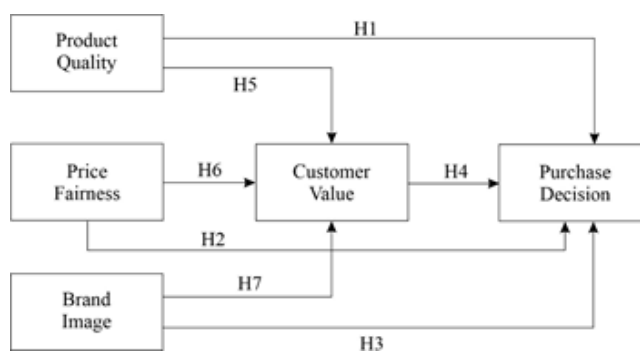 H1
Product
Quality
H5
Price
Fairness
H6
Customer
Value
H4
Purchase
Decision
H2
H7
Brand
Image
H3